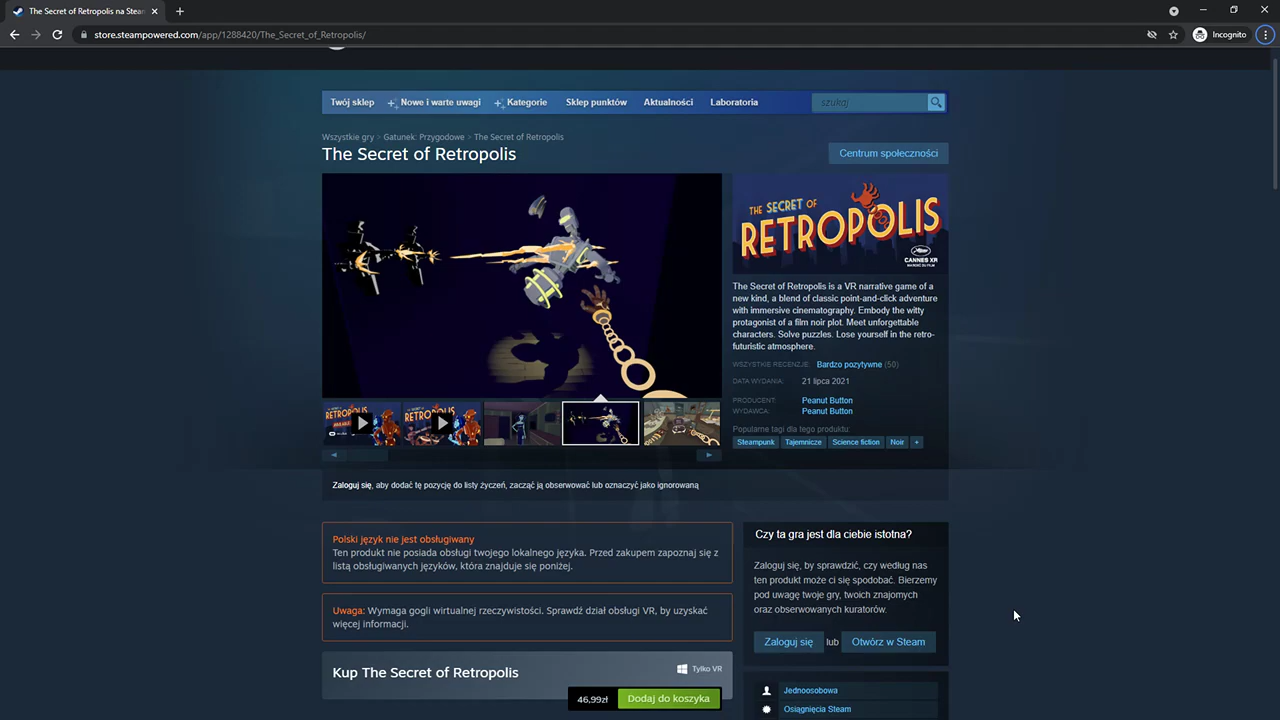 The Secret of Retropolis na Steam
store.steampowered.com/app/1288420/The_Secret_of_Retropolis/
Incognito
Twój sklep
Nowe i warte uwagi
Kategorie
Sklep punktów
Aktualności
Laboratoria
szukaj
Wszystkie gry > Gatunek: Przygodowe > The Secret of Retropolis
The Secret of Retropolis
Centrum społeczności
THE SECRET OF
RETROPOLIS
CANNES XR
MARCHÉ DU FILM
The Secret of Retropolis is a VR narrative game of a
new kind, a blend of classic point-and-click adventure
with immersive cinematography. Embody the witty
protagonist of a film noir plot. Meet unforgettable
characters. Solve puzzles. Lose yourself in the retro-
futuristic atmosphere.
WSZYSTKIE RECENZJE: Bardzo pozytywne (50)
DATA WYDANIA: 21 lipca 2021
PRODUCENT: Peanut Button
WYDAWCA: Peanut Button
Popularne tagi dla tego produktu:
Steampunk Tajemnicze Science fiction Noir +
Zaloguj się, aby dodać tę pozycję do listy życzeń, zacząć ją obserwować lub oznaczyć jako ignorowaną
Polski język nie jest obsługiwany
Ten produkt nie posiada obsługi twojego lokalnego języka. Przed zakupem zapoznaj się z
listą obsługiwanych języków, która znajduje się poniżej.
Uwaga: Wymaga gogli wirtualnej rzeczywistości. Sprawdź dział obsługi VR, by uzyskać
więcej informacji.
Kup The Secret of Retropolis
Tylko VR
46,99zł
Dodaj do koszyka
Czy ta gra jest dla ciebie istotna?
Zaloguj się, by sprawdzić, czy według nas
ten produkt może ci się spodobać. Bierzemy
pod uwagę twoje gry, twoich znajomych
oraz obserwowanych kuratorów.
Zaloguj się lub Otwórz w Steam
Jednoosobowa
Osiągnięcia Steam